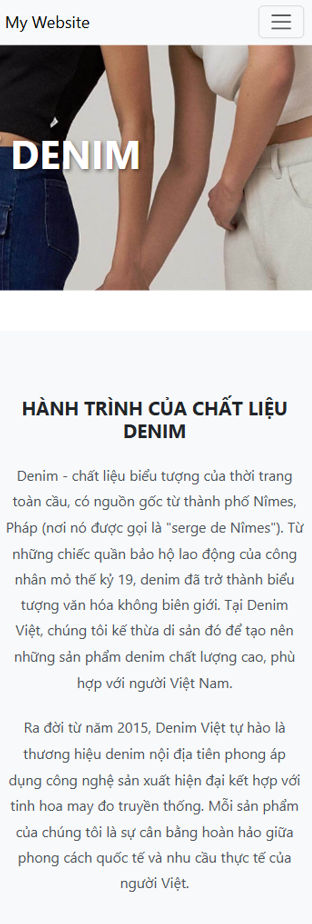 My Website
DENIM
HÀNH TRÌNH CỦA CHẤT LIỆU
DENIM
Denim - chất liệu biểu tượng của thời trang
toàn cầu, có nguồn gốc từ thành phố Nîmes,
Pháp (nơi nó được gọi là "serge de Nîmes"). Từ
những chiếc quần bảo hộ lao động của công
nhân mỏ thế kỷ 19, denim đã trở thành biểu
tượng văn hóa không biên giới. Tại Denim
Việt, chúng tôi kế thừa di sản đó để tạo nên
những sản phẩm denim chất lượng cao, phù
hợp với người Việt Nam.
Ra đời từ năm 2015, Denim Việt tự hào là
thương hiệu denim nội địa tiên phong áp
dụng công nghệ sản xuất hiện đại kết hợp với
tinh hoa may đo truyền thống. Mỗi sản phẩm
của chúng tôi là sự cân bằng hoàn hảo giữa
phong cách quốc tế và nhu cầu thực tế của
người Việt.